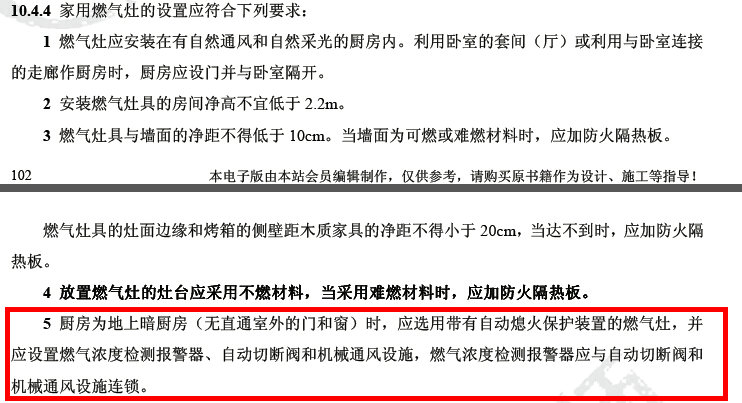 10.4.4 家用燃气灶的设置应符合下列要求：
1 燃气灶应安装在有自然通风和自然采光的厨房内。利用卧室的套间（厅）或利用与卧室连接
的走廊作厨房时，厨房应设门并与卧室隔开。
2 安装燃气灶具的房间净高不宜低于 2.2m。
3 燃气灶具与墙面的净距不得低于 10cm。当墙面为可燃或难燃材料时，应加防火隔热板。
102 本电子版由本站会员编辑制作，仅供参考，请购买原书籍作为设计、施工等指导！
燃气灶具的灶面边缘和烤箱的侧壁距木质家具的净距不得小于 20cm，当达不到时，应加防火隔
热板。
4 放置燃气灶的灶台应采用不燃材料，当采用难燃材料时，应加防火隔热板。
5 厨房为地上暗厨房（无直通室外的门和窗）时，应选用带有自动熄火保护装置的燃气灶，并
应设置燃气浓度检测报警器、自动切断阀和机械通风设施，燃气浓度检测报警器应与自动切断阀和
机械通风设施连锁。